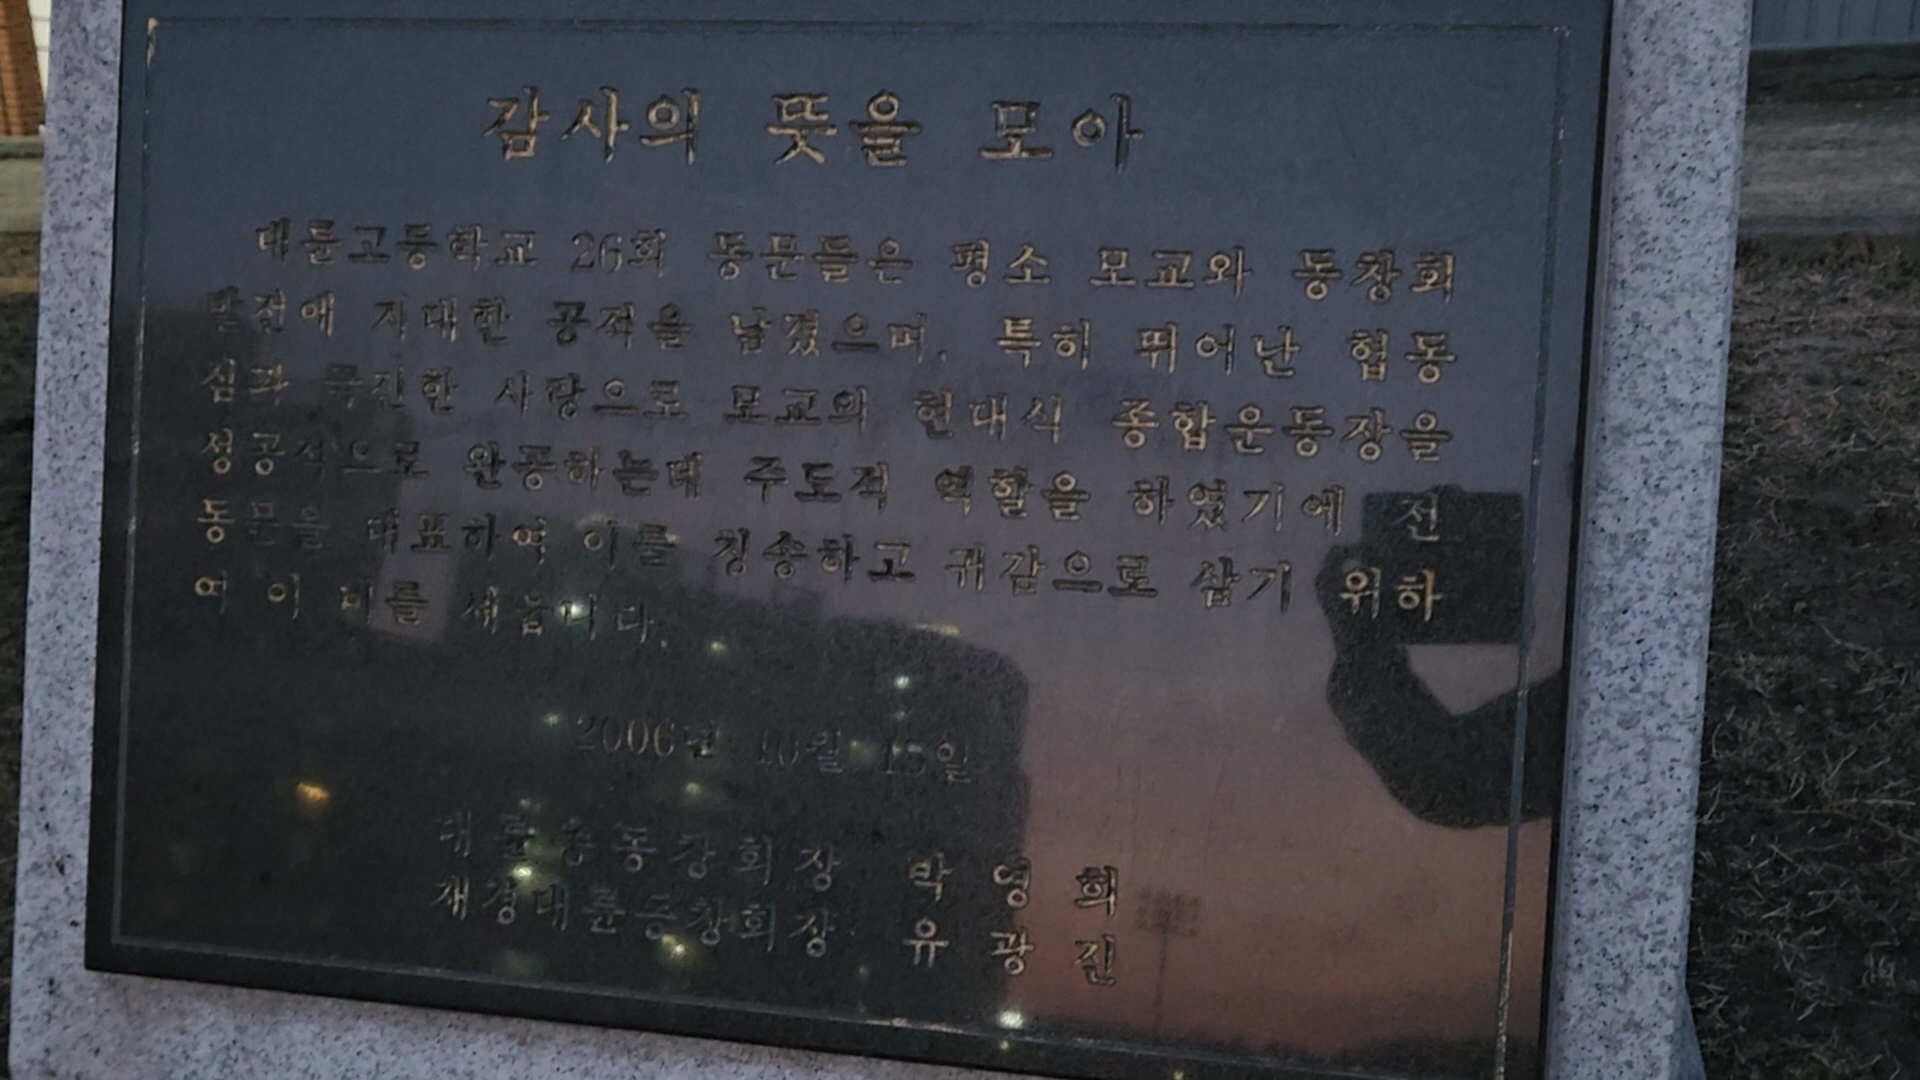 감사의 뜻을 모아
대륜고등학교 26회 동문들은 평소 모교와 동창회
발전에 지대한 공적을 남겼으며, 특히 뛰어난 협동
심과 돈진한 사랑으로 모교의 현대식 종합운동장을
성공적으로 완공하는데 주도적 역할을 하였기에 전
동문을 대표하여 이를 칭송하고 귀감으로 삼기 위하
여 이 비를 세웁니다.
2006년 10월 15일
대륜총동창회장 박영희
재경대륜동창회장 유광진